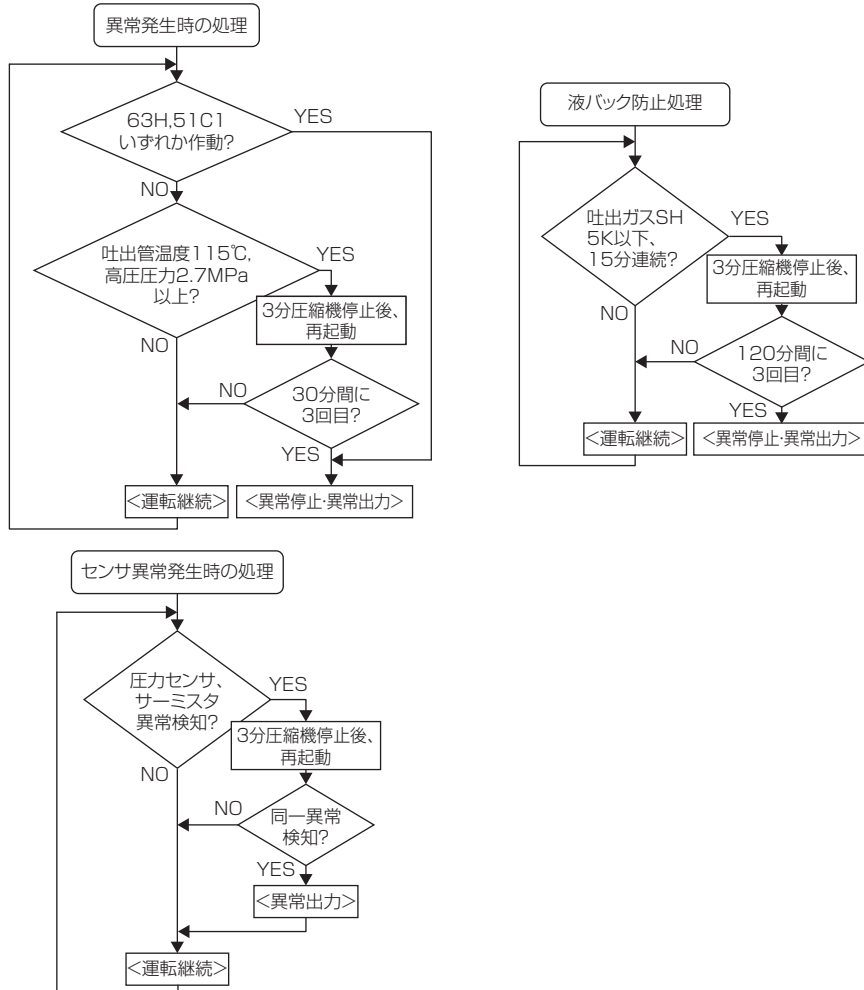 異常発生時の処理
63H,51C1
いずれか作動?
YES
NO
吐出管温度115℃,
高圧圧力2.7MPa
以上?
YES
3分圧縮機停止後、
再起動
NO
30分間に
3回目?
NO
YES
<運転継続>
<異常停止･異常出力>
液バック防止処理
吐出ガスSH
5K以下、
15分連続?
YES
3分圧縮機停止後、
再起動
NO
120分間に
3回目?
NO
YES
<運転継続>
<異常停止･異常出力>
センサ異常発生時の処理
圧力センサ、
サーミスタ
異常検知?
YES
3分圧縮機停止後、
再起動
NO
同一異常
検知?
NO
YES
<異常出力>
<運転継続>